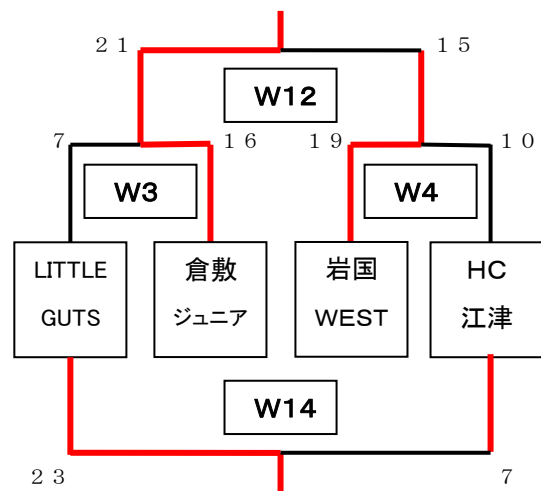 ２１ １５
W12
７ １６ １９ １０
W3 W4
LITTLE GUTS
倉敷 ジュニア
岩国 WEST
HC 江津
W14
２３ ７